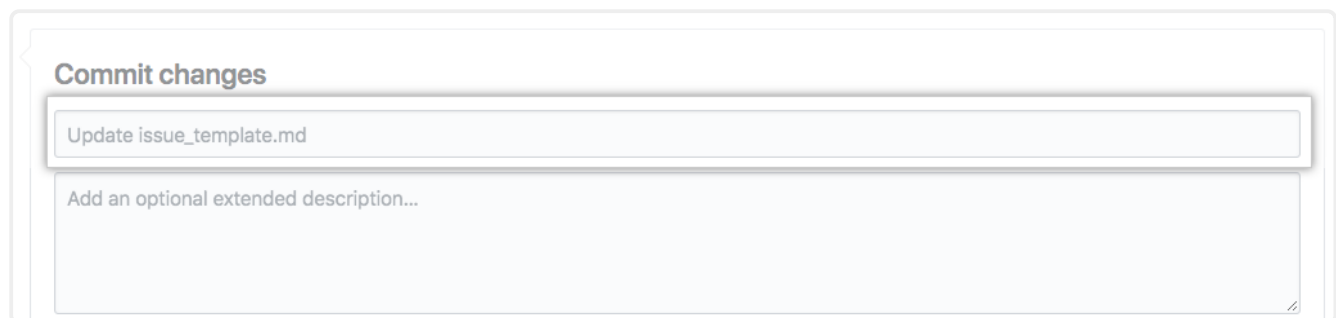 Commit changes
Update issue_template.md
Add an optional extended description...